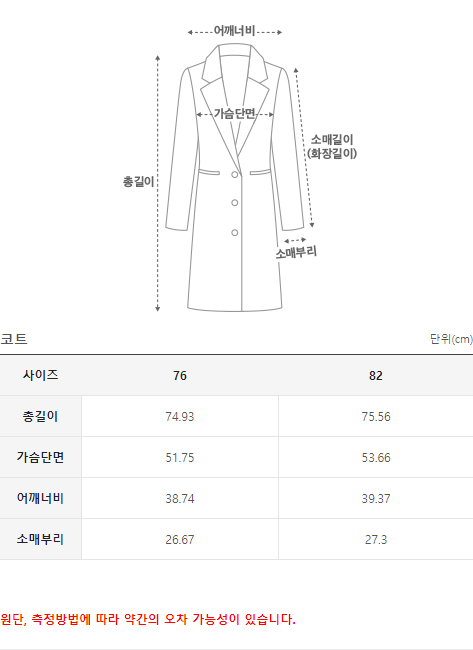 어깨너비
가슴단면
소매길이
(화장길이)
총길이
소매부리
코트 단위(cm)
사이즈 76 82
총길이 74.93 75.56
가슴단면 51.75 53.66
어깨너비 38.74 39.37
소매부리 26.67 27.3
원단, 측정방법에 따라 약간의 오차 가능성이 있습니다.